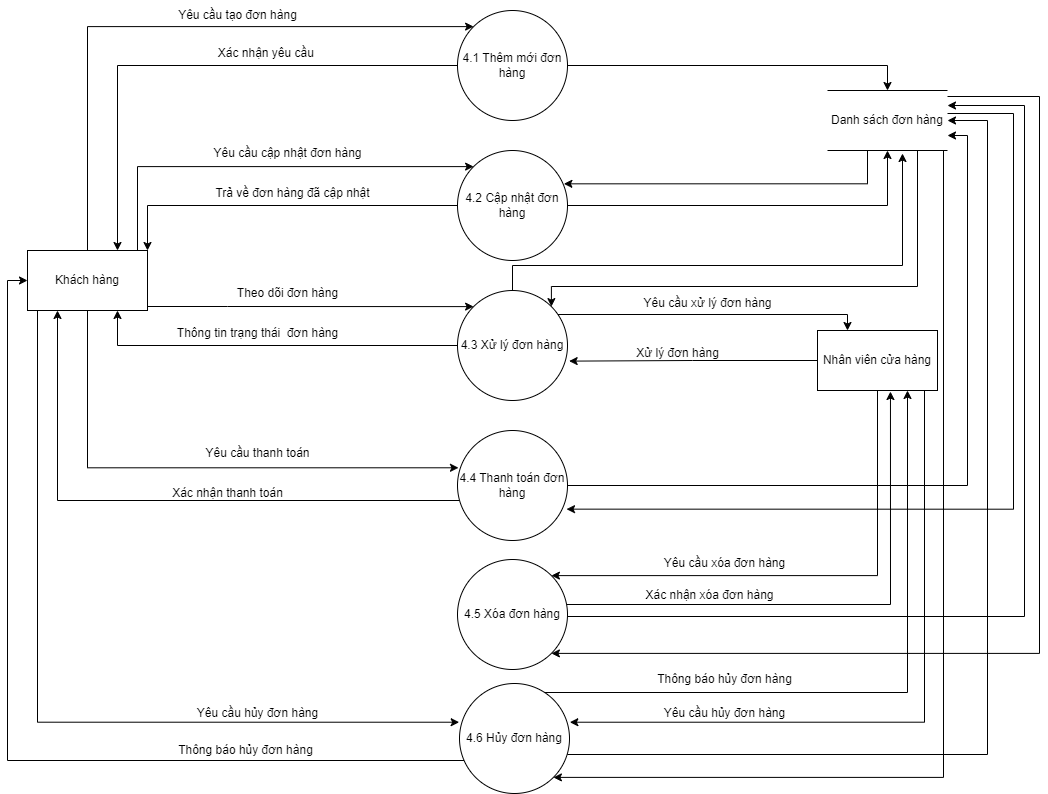 Yêu cầu tạo đơn hàng
Xác nhận yêu cầu
4.1 Thêm mới đơn
hàng
Danh sách đơn hàng
Yêu cầu cập nhật đơn hàng
Trả về đơn hàng đã cập nhật
4.2 Cập nhật đơn
hàng
Khách hàng
Theo dõi đơn hàng
Thông tin trạng thái đơn hàng
4.3 Xử lý đơn hàng
Yêu cầu xử lý đơn hàng
Xử lý đơn hàng
Nhân viên cửa hàng
Yêu cầu thanh toán
Xác nhận thanh toán
4.4 Thanh toán đơn
hàng
Yêu cầu xóa đơn hàng
Xác nhận xóa đơn hàng
4.5 Xóa đơn hàng
Thông báo hủy đơn hàng
Yêu cầu hủy đơn hàng
Yêu cầu hủy đơn hàng
4.6 Hủy đơn hàng
Thông báo hủy đơn hàng